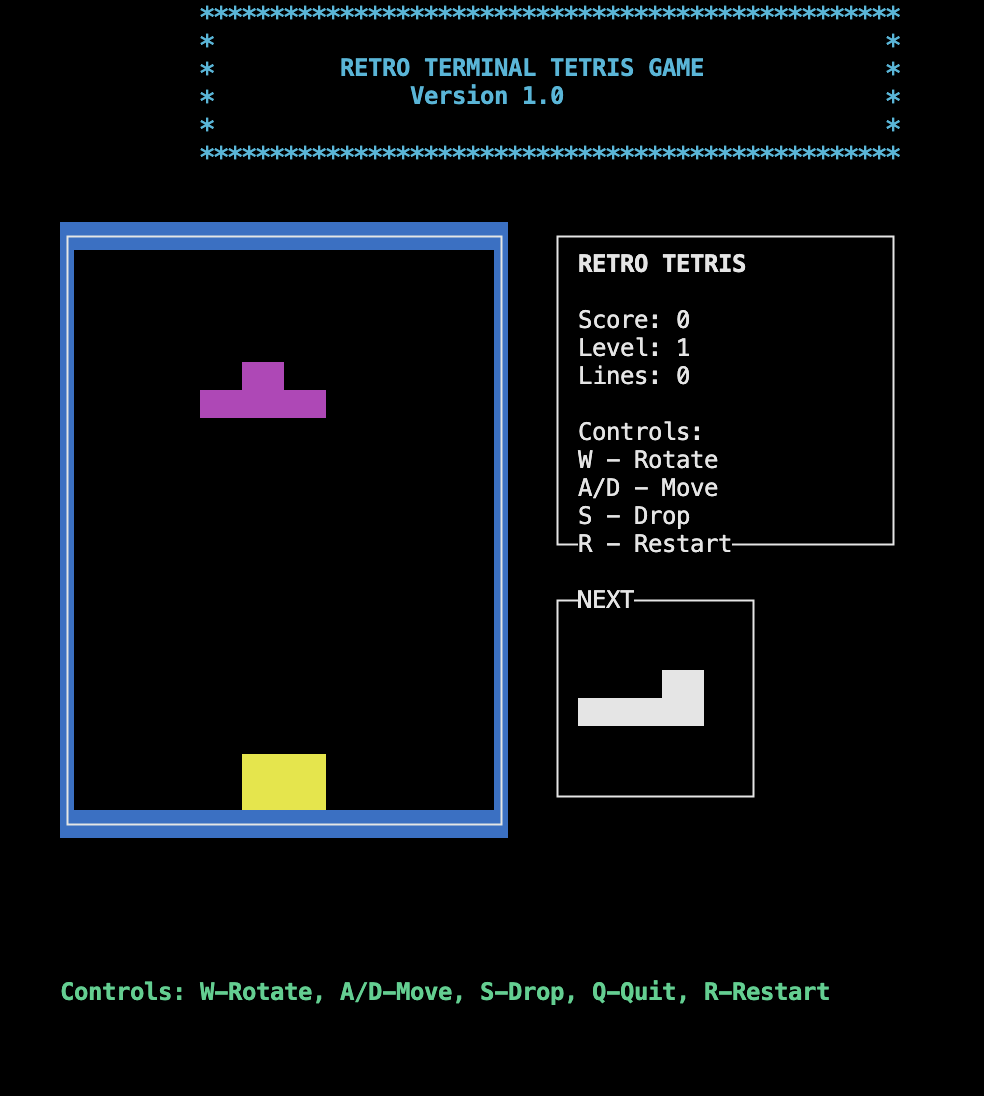 **************************************************
*                                                *
*         RETRO TERMINAL TETRIS GAME             *
*              Version 1.0                       *
*                                                *
**************************************************
RETRO TETRIS
Score: 0
Level: 1
Lines: 0
Controls:
W - Rotate
A/D - Move
S - Drop
R - Restart
NEXT
Controls: W-Rotate, A/D-Move, S-Drop, Q-Quit, R-Restart